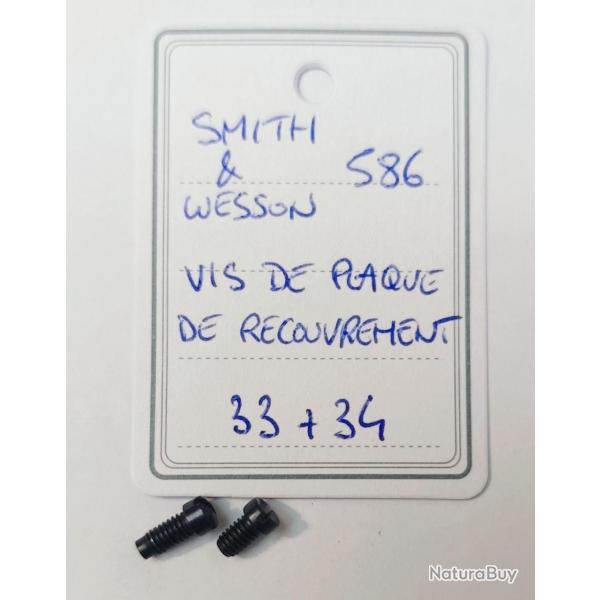 SMITH
& 586
WESSON
VIS DE PLAQUE
DE RECOUVREMENT
33 + 34
NaturaBuy